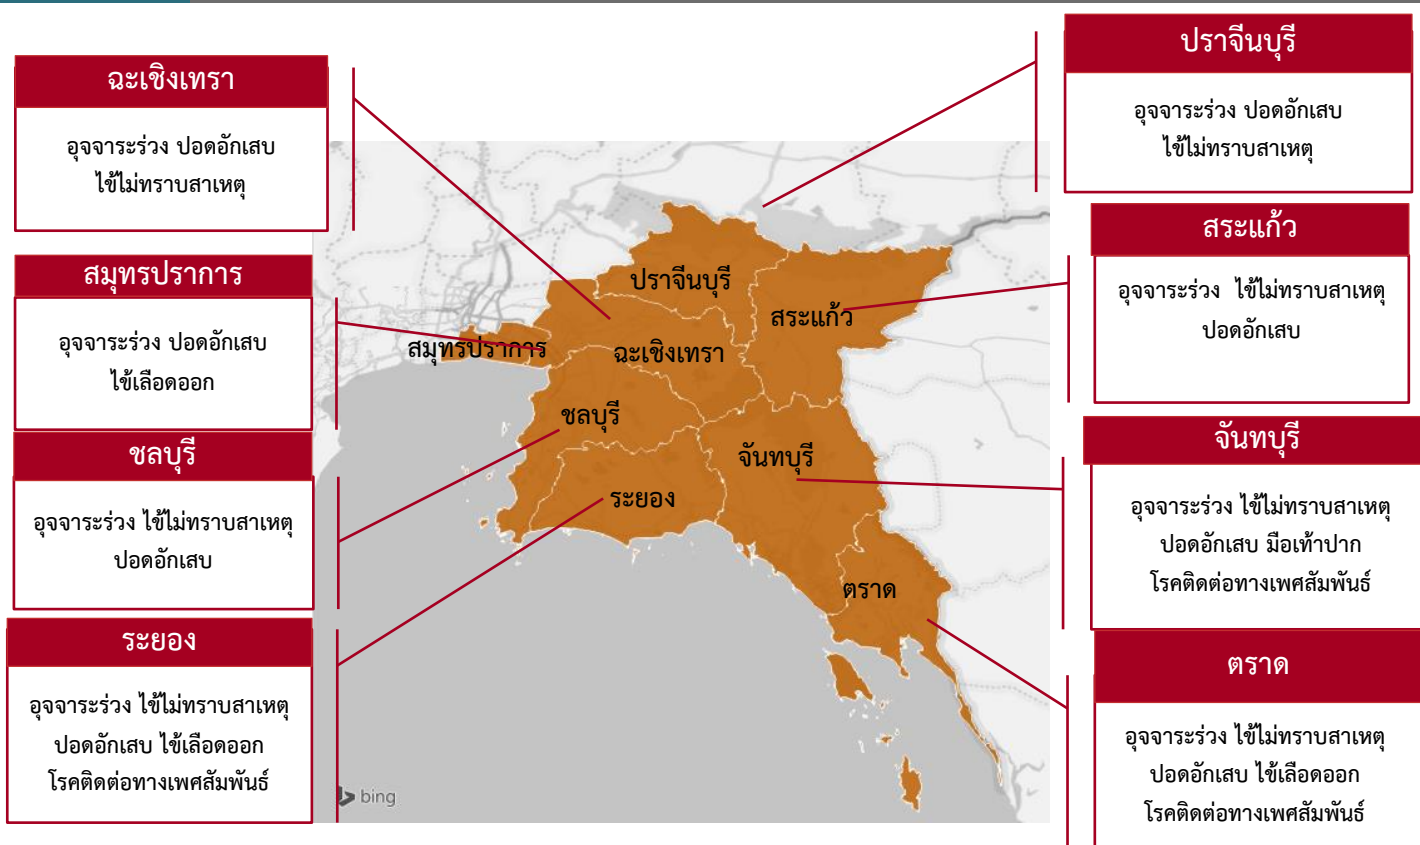 ฉะเชิงเทรา
อุจจาระร่วง ปอดอักเสบ
ไข้ไม่ทราบสาเหตุ
สมุทรปราการ
อุจจาระร่วง ปอดอักเสบ
ไข้เลือดออก
ชลบุรี
อุจจาระร่วง ไข้ไม่ทราบสาเหตุ
ปอดอักเสบ
ระยอง
อุจจาระร่วง ไข้ไม่ทราบสาเหตุ
ปอดอักเสบ ไข้เลือดออก
โรคติดต่อทางเพศสัมพันธ์
ปราจีนบุรี
สระแก้ว
สมุทรปราการ
ฉะเชิงเทรา
ชลบุรี
จันทบุรี
ระยอง
ตราด
bing
ปราจีนบุรี
อุจจาระร่วง ปอดอักเสบ
ไข้ไม่ทราบสาเหตุ
สระแก้ว
อุจจาระร่วง ไข้ไม่ทราบสาเหตุ
ปอดอักเสบ
จันทบุรี
อุจจาระร่วง ไข้ไม่ทราบสาเหตุ
ปอดอักเสบ มือเท้าปาก
โรคติดต่อทางเพศสัมพันธ์
ตราด
อุจจาระร่วง ไข้ไม่ทราบสาเหตุ
ปอดอักเสบ ไข้เลือดออก
โรคติดต่อทางเพศสัมพันธ์